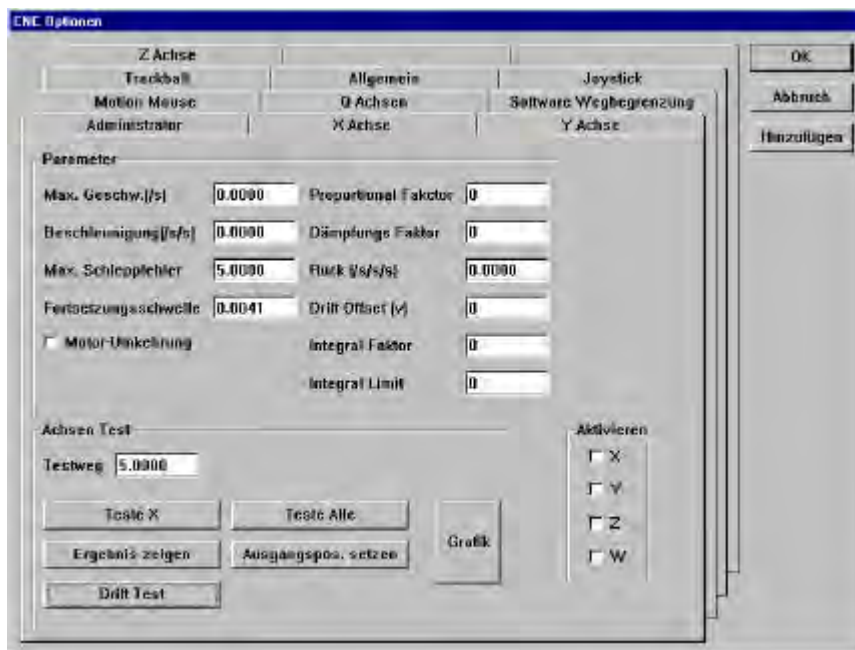 CNC Optionen
Z Achse
Trackball Allgemein Joystick
Motion Mouse Q Achsen Software Wegbegrenzung
Administrator X Achse Y Achse
OK
Abbruch
Hinzufügen
Parameter
Max. Geschw.(/s) 0.0000 Proportional Fakctor 0
Beschleunigung(/s/s) 0.0000 Dämpfungs Faktor 0
Max. Schleppfehler 5.0000 Ruck (/s/s/s) 0.0000
Fortsetzungsschwelle 0.0041 Drift Offset (v) 0
Motor-Umkehrung Integral Faktor 0
Integral Limit 0
Achsen Test
Testweg 5.0000
Teste X Teste Alle
Ergebnis zeigen Ausgangspos. setzen
Grafik
Drift Test
Aktivieren
X
Y
Z
W